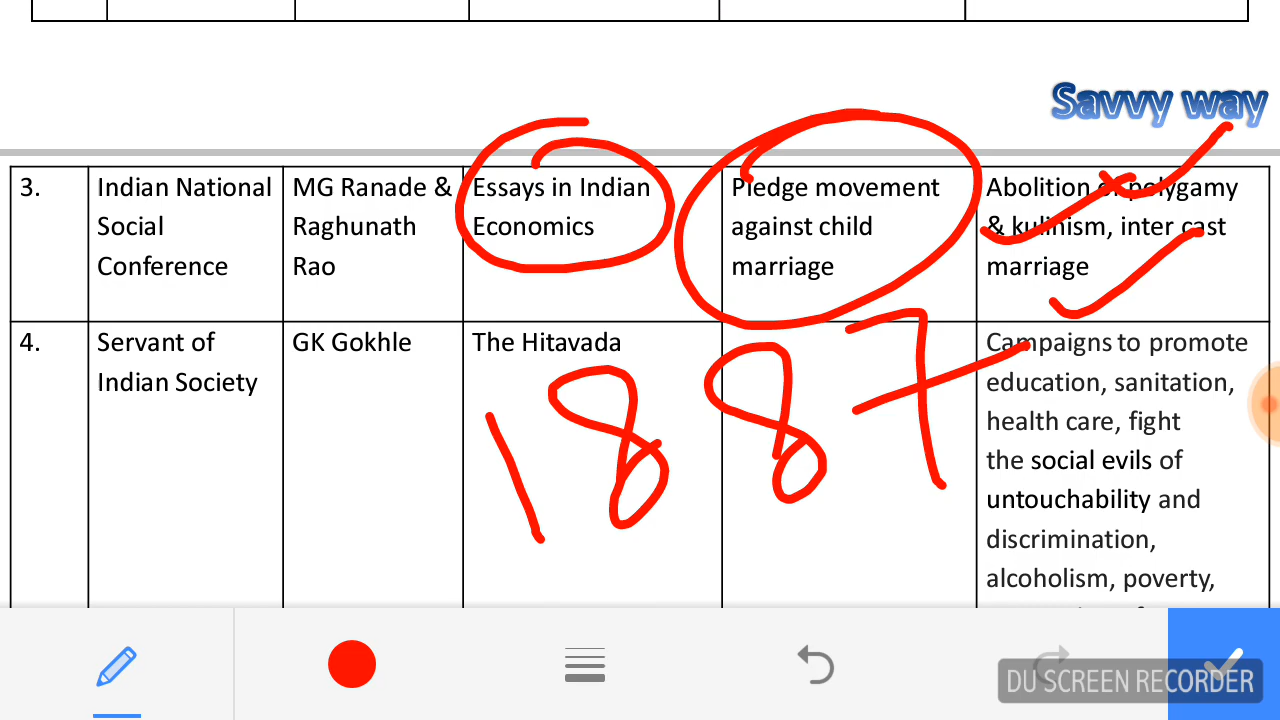 Savvy way
3.
Indian National
Social
Conference
MG Ranade &
Raghunath
Rao
Essays in Indian
Economics
Pledge movement
against child
marriage
Abolition of polygamy
& kulinism, inter cast
marriage
4.
Servant of
Indian Society
GK Gokhle
The Hitavada
Campaigns to promote
education, sanitation,
health care, fight
the social evils of
untouchability and
discrimination,
alcoholism, poverty,
1887
DU SCREEN RECORDER